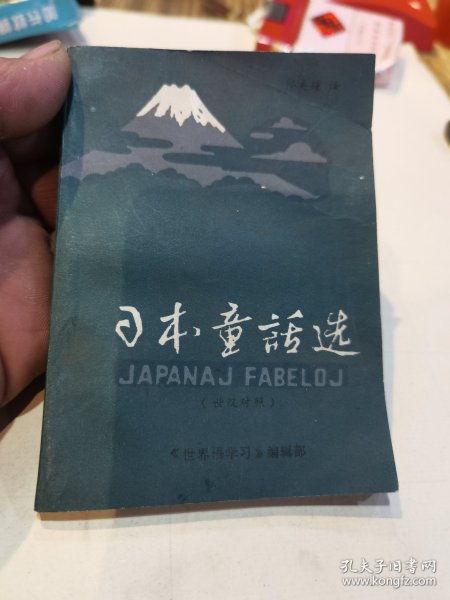 日本童話选
JAPANAJ FABELOJ
（世汉对照）
《世界语学习》编辑部
孔夫子旧书网
www.kongfz.com